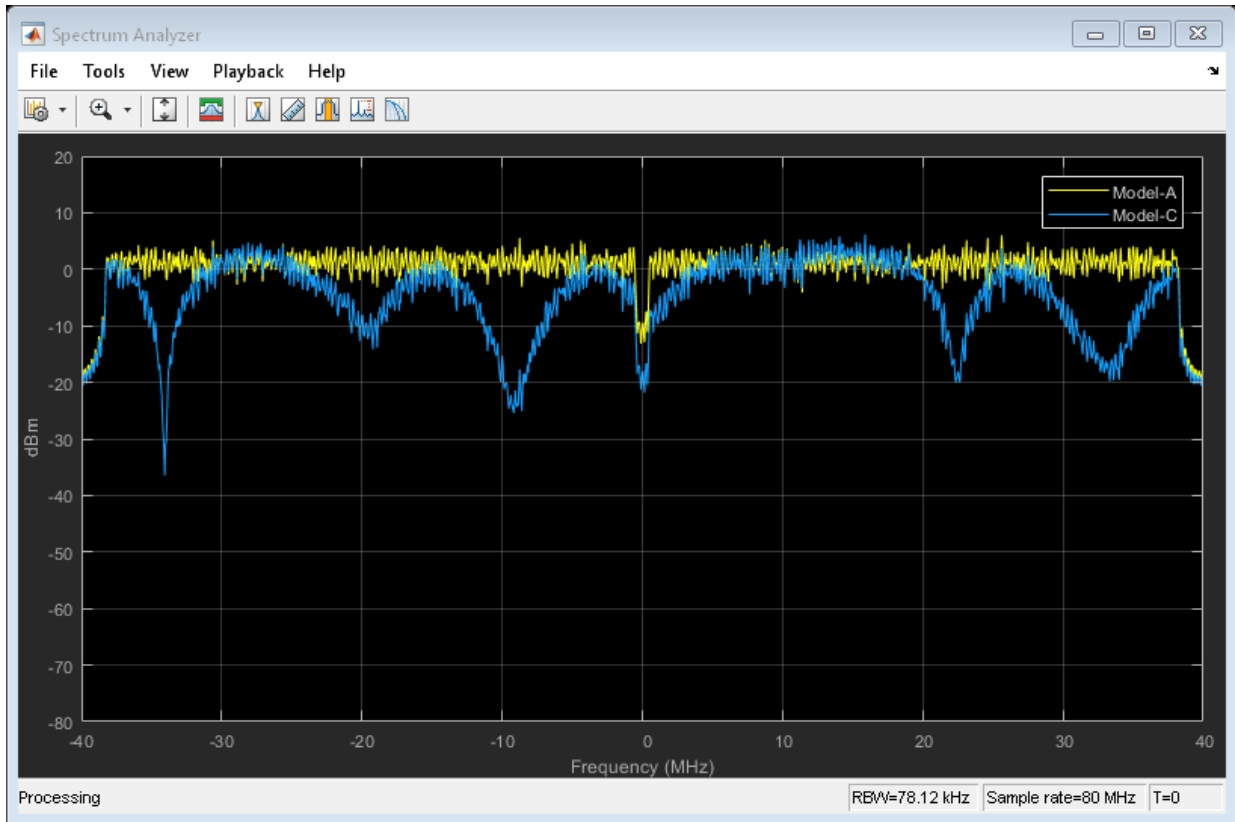 Spectrum Analyzer
File Tools View Playback Help
20
10
0
-10
-20
-30
-40
-50
-60
-70
-80
dBm
Model-A
Model-C
-40 -30 -20 -10 0 10 20 30 40
Frequency (MHz)
Processing RBW=78.12 kHz Sample rate=80 MHz T=0